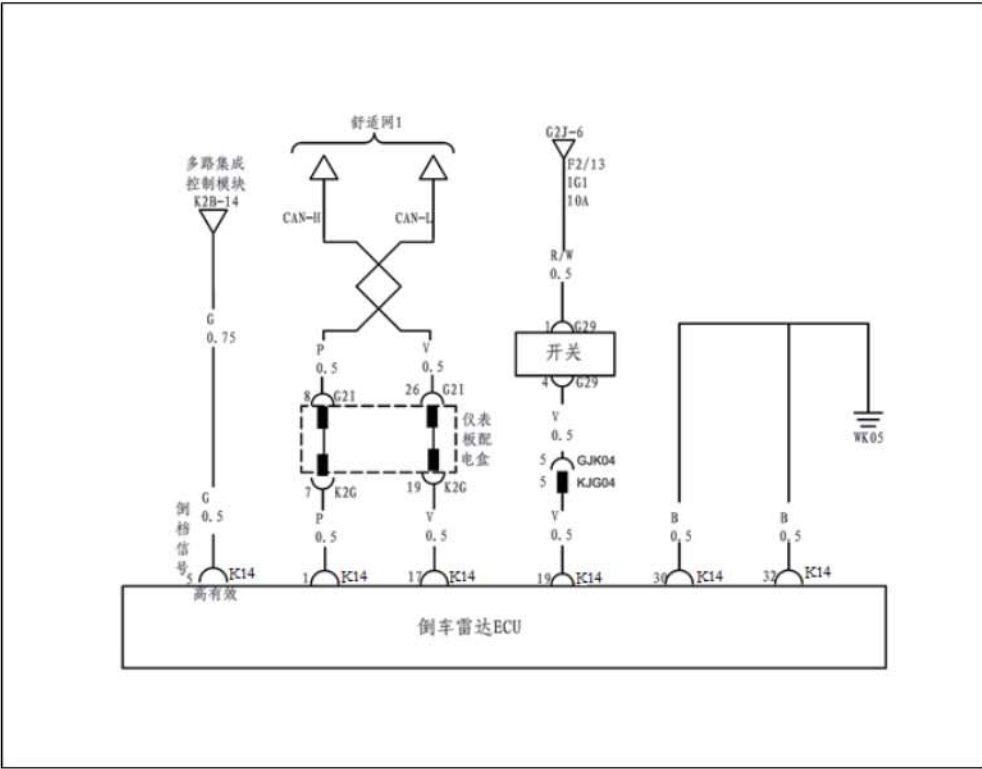 舒适网1
多路集成
控制模块
K2B-14
CAN-H
CAN-L
G2J-6
F2/13
IG1
10A
R/W
0.5
G
0.75
1 G29
开关
4 G29
P
0.5
V
0.5
8 G2I
26 G2I
仪表
板配
电盒
7 K2G
19 K2G
V
0.5
5 GJK04
5 KJG04
WK05
倒档信号
G
0.5
P
0.5
V
0.5
V
0.5
B
0.5
B
0.5
5 K14
高有效
1 K14
17 K14
19 K14
30 K14
32 K14
倒车雷达ECU